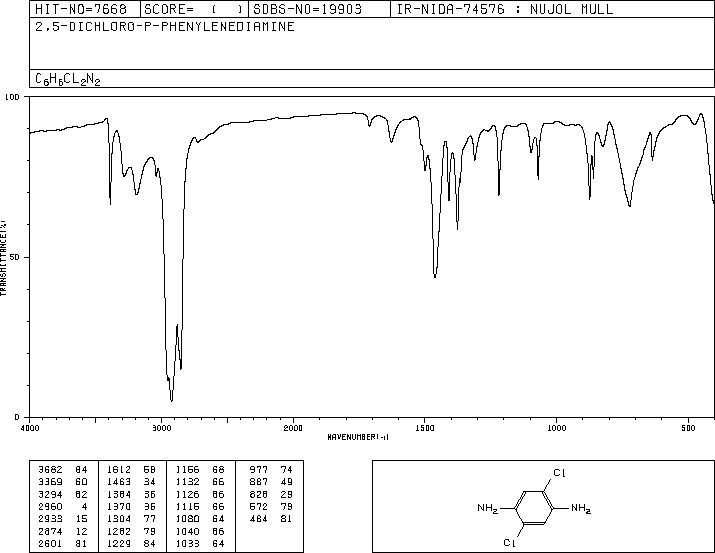 HIT-NO=7668 SCORE= ( ) SDBS-NO=19903 IR-NIDA-74576 : NUJOL MULL
2,5-DICHLORO-P-PHENYLENEDIAMINE
C6H6CL2N2
100
50
0
TRANSMITTANCE(%)
4000 3000 2000 1500 1000 500
WAVENUMBER(-1)
3682 84 1612 58 1156 68 977 74
3369 60 1463 34 1132 66 887 49
3294 82 1384 36 1126 86 828 29
2960 4 1370 36 1115 66 572 79
2933 15 1304 77 1080 64 484 81
2874 12 1282 79 1040 86
2601 81 1229 84 1033 64
Cl
NH2 NH2
Cl